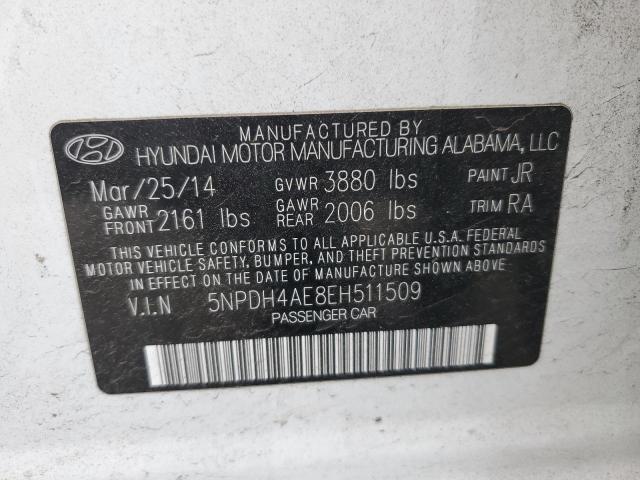 MANUFACTURED BY
HYUNDAI MOTOR MANUFACTURING ALABAMA, LLC
Mar/25/14 GVWR 3880 lbs PAINT JR
GAWR FRONT 2161 lbs GAWR REAR 2006 lbs TRIM RA
THIS VEHICLE CONFORMS TO ALL APPLICABLE U.S.A. FEDERAL
MOTOR VEHICLE SAFETY, BUMPER, AND THEFT PREVENTION STANDARDS
IN EFFECT ON THE DATE OF MANUFACTURE SHOWN ABOVE.
V.I.N 5NPDH4AE8EH511509
PASSENGER CAR